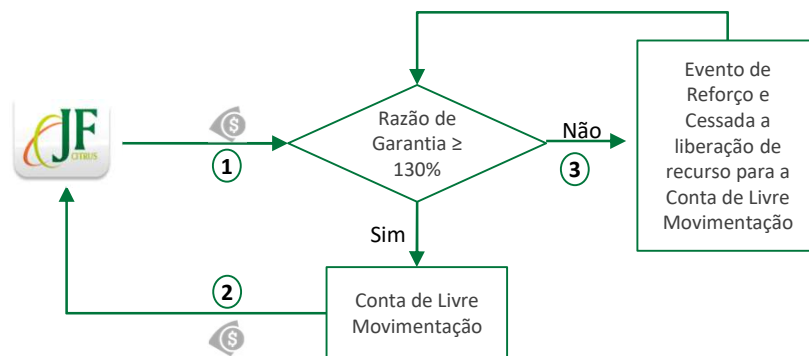 JF
CITRUS
$
1
Razão de
Garantia ≥
130%
Não
3
Evento de
Reforço e
Cessada a
liberação de
recurso para a
Conta de Livre
Movimentação
Sim
2
$
Conta de Livre
Movimentação